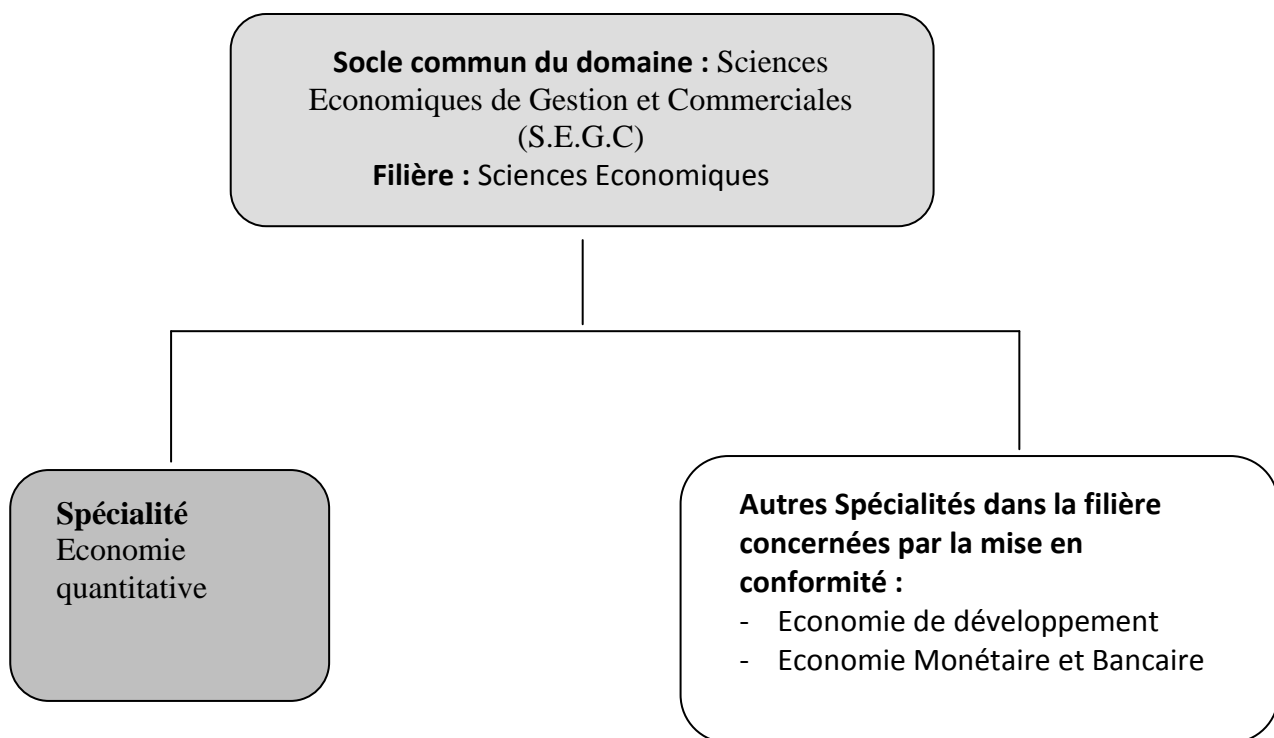 Socle commun du domaine : Sciences
Economiques de Gestion et Commerciales
(S.E.G.C)
Filière : Sciences Economiques
Spécialité
Economie
quantitative
Autres Spécialités dans la filière
concernées par la mise en
conformité :
- Economie de développement
- Economie Monétaire et Bancaire